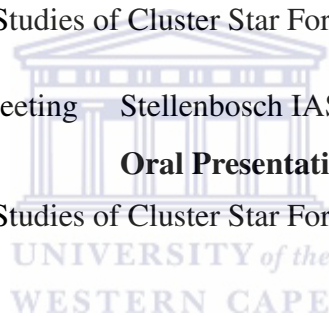 Studies of Cluster Star For
eeting Stellenbosch IAS
Oral Presentati
Studies of Cluster Star For
UNIVERSITY of the
WESTERN CAPE